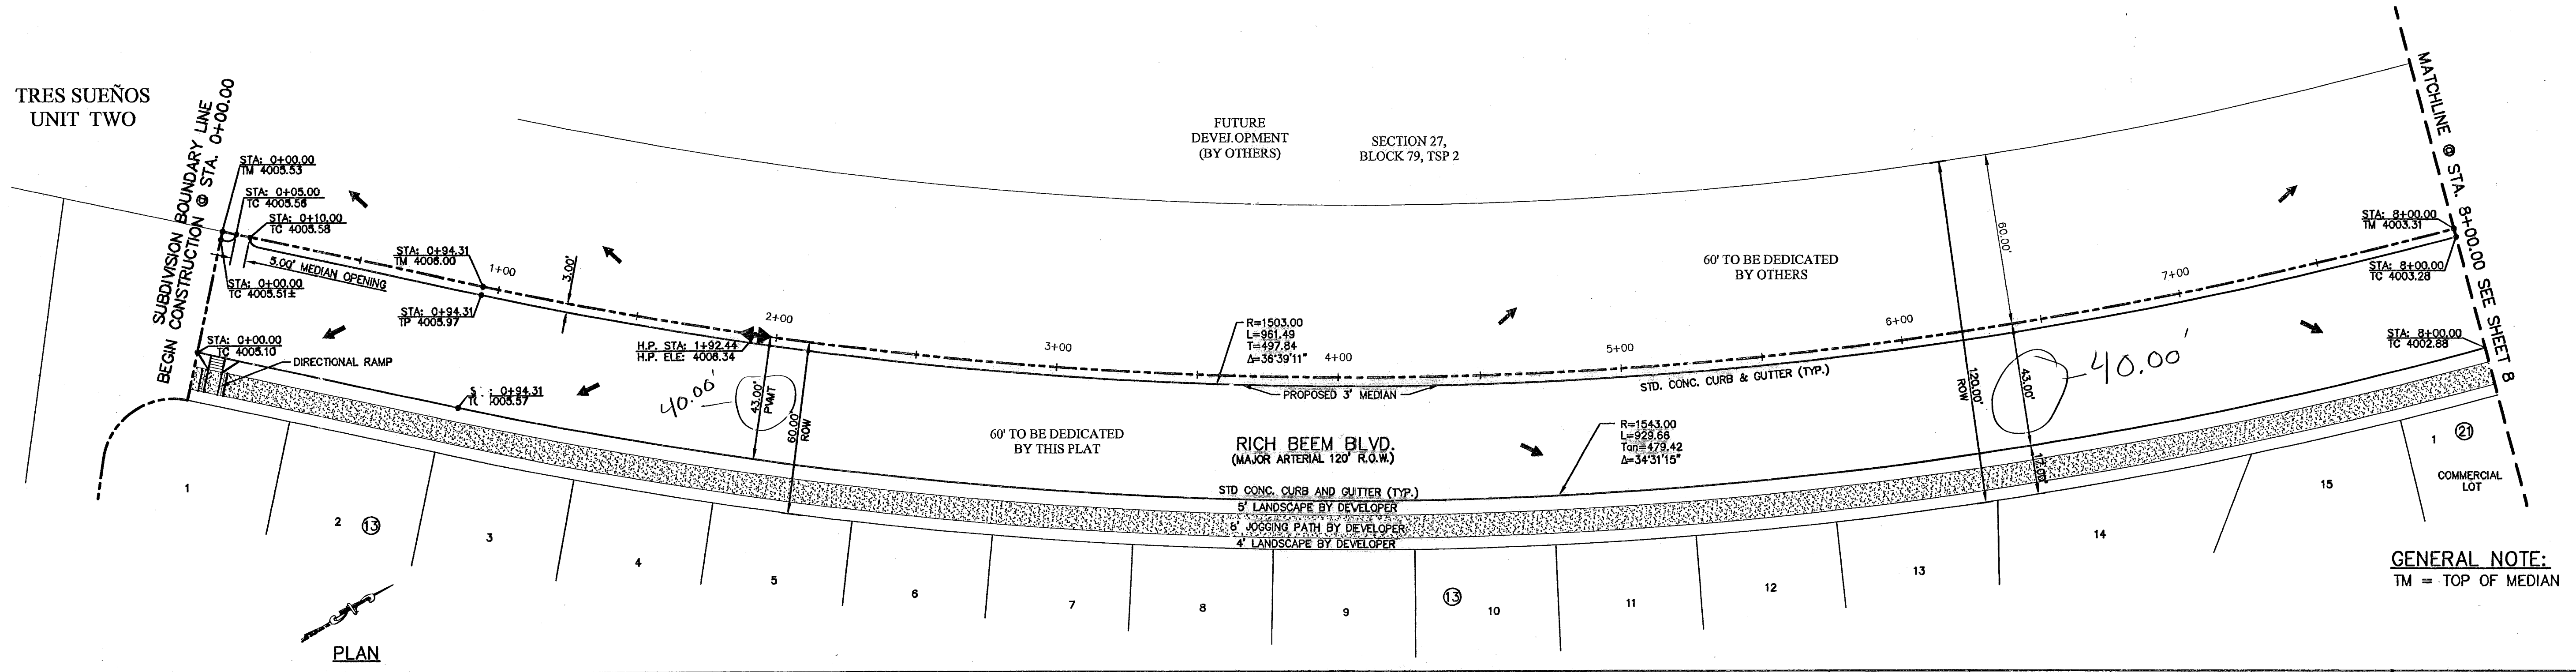 TRES SUEÑOS
UNIT TWO
SUBDIVISION BOUNDARY LINE
BEGIN CONSTRUCTION @ STA. 0+00.00
STA: 0+00.00
TM 4005.53
STA: 0+05.00
TC 4005.56
STA: 0+10.00
TC 4005.58
5.00' MEDIAN OPENING
STA: 0+00.00
TC 4005.51±
STA: 0+00.00
TC 4005.10
DIRECTIONAL RAMP
STA: 0+94.31
TM 4006.00
STA: 0+94.31
TP 4005.97
0+94.31
1+00
3.00'
2+00
H.P. STA: 1+92.44
H.P. ELE: 4006.34
40.00'
43.00'
PVMT
60.00'
ROW
3+00
FUTURE
DEVELOPMENT
(BY OTHERS)
SECTION 27,
BLOCK 79, TSP 2
R=1503.00
L=961.49
T=497.84
Δ=36°39'11"
4+00
PROPOSED 3' MEDIAN
5+00
STD. CONC. CURB & GUTTER (TYP.)
60' TO BE DEDICATED
BY OTHERS
60' TO BE DEDICATED
BY THIS PLAT
RICH BEEM BLVD.
(MAJOR ARTERIAL 120' R.O.W.)
R=1543.00
L=929.66
Tan=479.42
Δ=34°31'15"
STD CONC. CURB AND GUTTER (TYP.)
5' LANDSCAPE BY DEVELOPER
8' JOGGING PATH BY DEVELOPER
4' LANDSCAPE BY DEVELOPER
6+00
120.00'
ROW
60.00'
43.00'
40.00'
17.00'
7+00
STA: 8+00.00
TM 4003.31
STA: 8+00.00
TC 4003.28
STA: 8+00.00
TC 4002.88
MATCHLINE @ STA. 8+00.00 SEE SHEET 8
1
2
13
3
4
5
6
7
8
9
13
10
11
12
13
14
15
1
21
COMMERCIAL
LOT
PLAN
GENERAL NOTE:
TM = TOP OF MEDIAN